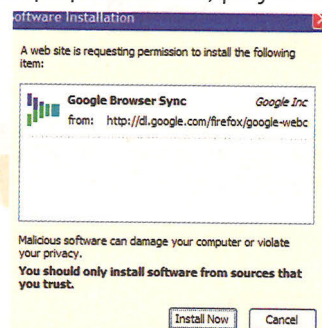 Software Installation
A web site is requesting permission to install the following
item:
Google Browser Sync Google Inc
from: http://dl.google.com/firefox/google-webc
Malicious software can damage your computer or violate
your privacy.
You should only install software from sources that
you trust.
Install Now Cancel